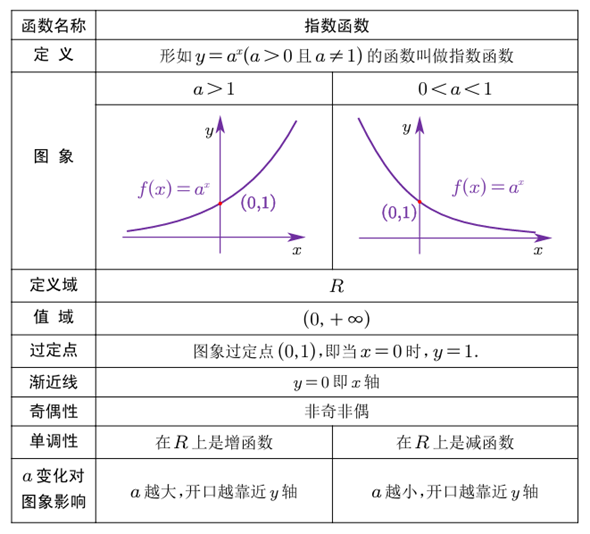 函数名称 指数函数
定 义 形如 y=aˣ(a>0 且 a≠1) 的函数叫做指数函数
图 象
a>1 0<a<1
y
f(x)=aˣ
(0,1)
x
y
f(x)=aˣ
(0,1)
x
定义域 R
值 域 (0,+∞)
过定点 图象过定点(0,1),即当 x=0 时, y=1.
渐近线 y=0 即 x 轴
奇偶性 非奇非偶
单调性 在 R 上是增函数 在 R 上是减函数
a 变化对
图象影响
a 越大,开口越靠近 y 轴 a 越小,开口越靠近 y 轴